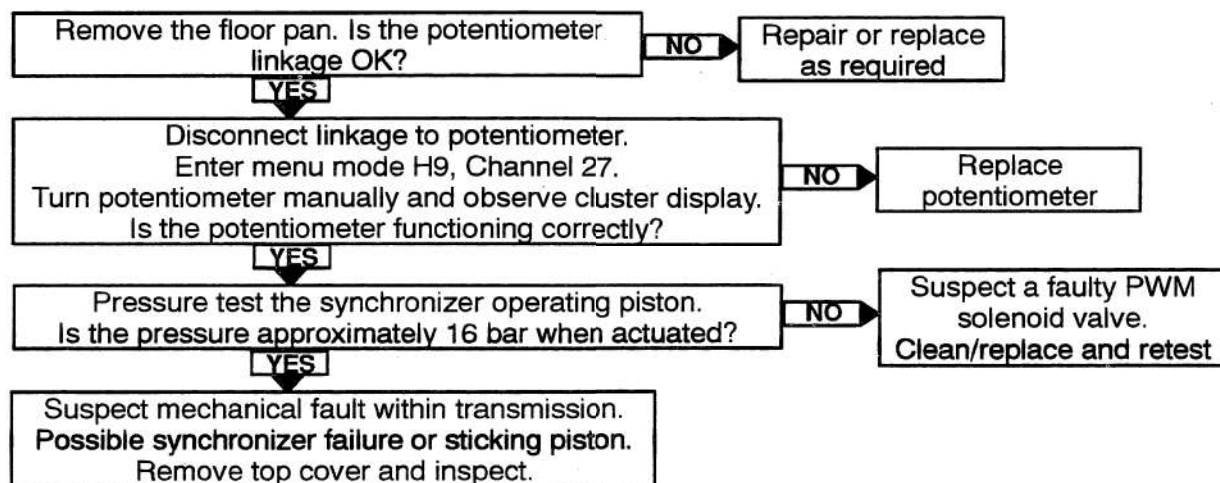 Remove the floor pan. Is the potentiometer
linkage OK?
NO
Repair or replace
as required
YES
Disconnect linkage to potentiometer.
Enter menu mode H9, Channel 27.
Turn potentiometer manually and observe cluster display.
Is the potentiometer functioning correctly?
NO
Replace
potentiometer
YES
Pressure test the synchronizer operating piston.
Is the pressure approximately 16 bar when actuated?
NO
Suspect a faulty PWM
solenoid valve.
Clean/replace and retest
YES
Suspect mechanical fault within transmission.
Possible synchronizer failure or sticking piston.
Remove top cover and inspect.